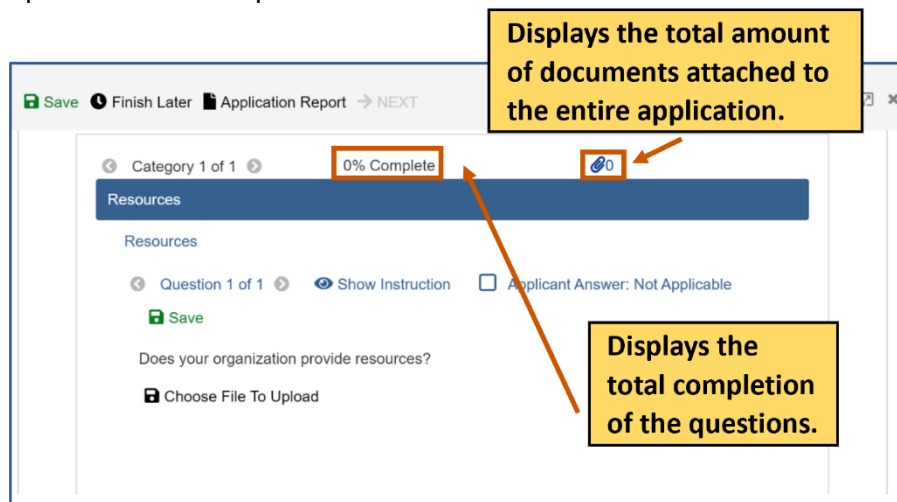 Displays the total amount
of documents attached to
the entire application.
Save Finish Later Application Report NEXT
Category 1 of 1 0% Complete 0
Resources
Resources
Question 1 of 1 Show Instruction Applicant Answer: Not Applicable
Save
Does your organization provide resources?
Choose File To Upload
Displays the
total completion
of the questions.